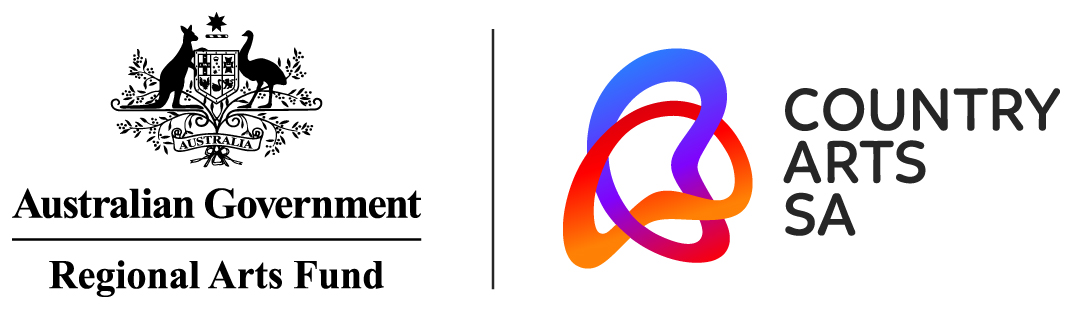 AUSTRALIA
Australian Government
Regional Arts Fund
COUNTRY
ARTS
SA